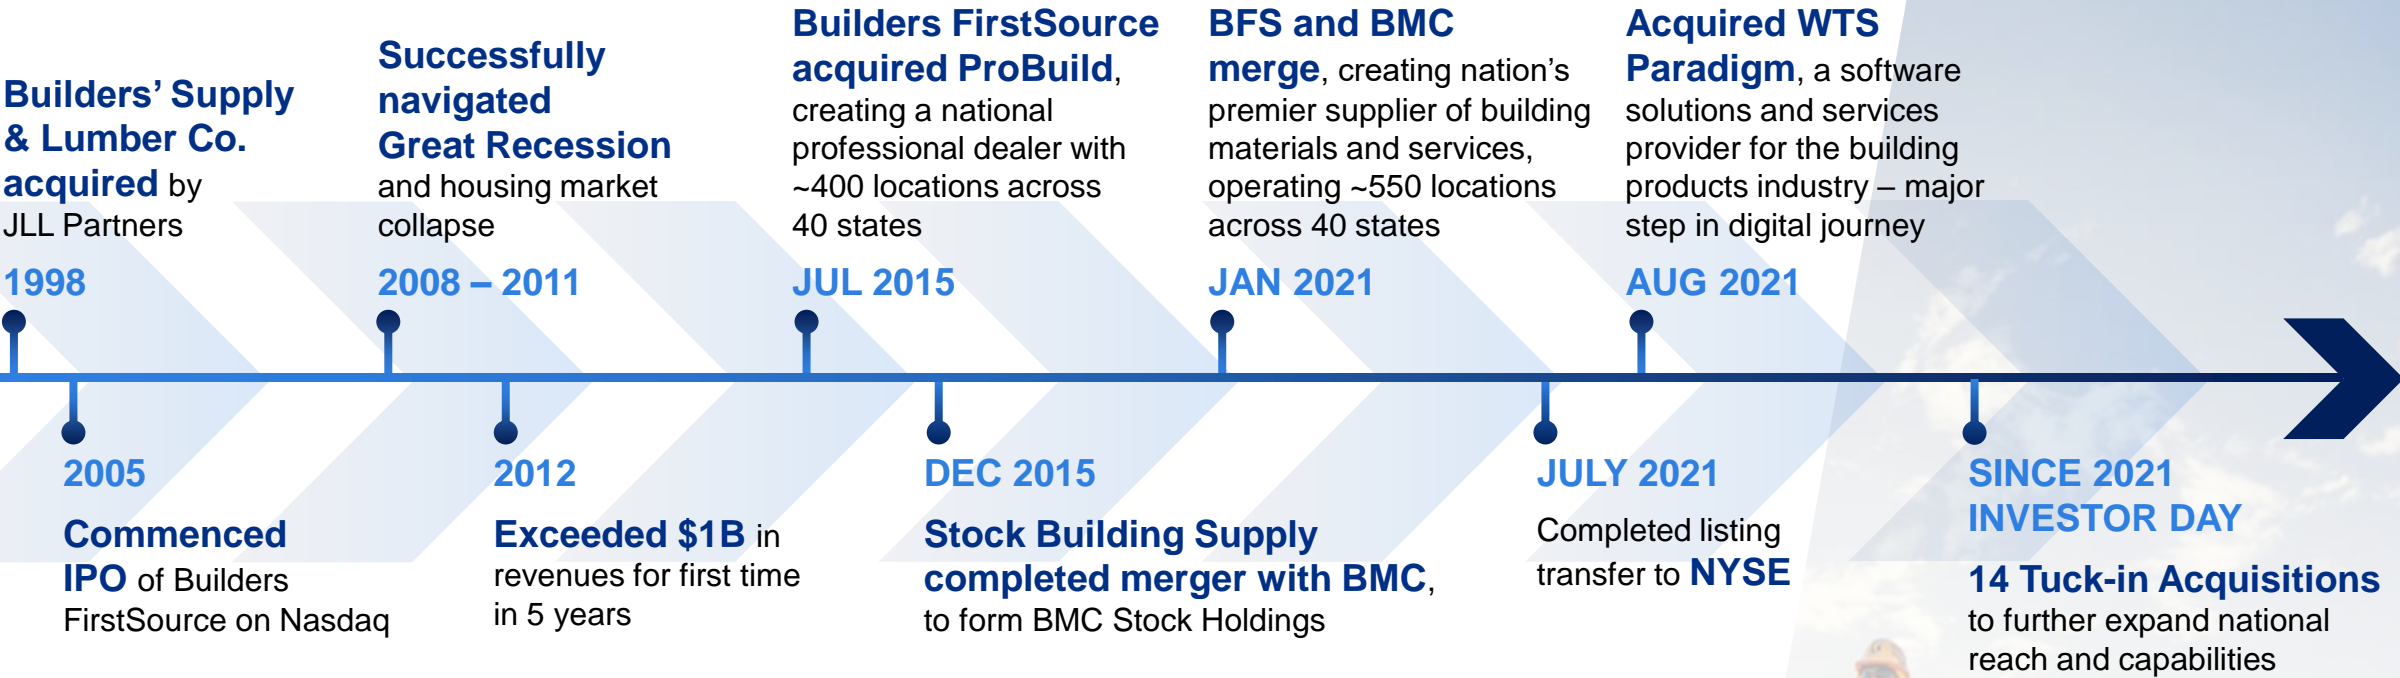 Builders’ Supply
& Lumber Co.
acquired by
JLL Partners
1998
Successfully
navigated
Great Recession
and housing market
collapse
2008 – 2011
Builders FirstSource
acquired ProBuild,
creating a national
professional dealer with
~400 locations across
40 states
JUL 2015
BFS and BMC
merge, creating nation’s
premier supplier of building
materials and services,
operating ~550 locations
across 40 states
JAN 2021
Acquired WTS
Paradigm, a software
solutions and services
provider for the building
products industry – major
step in digital journey
AUG 2021
2005
Commenced
IPO of Builders
FirstSource on Nasdaq
2012
Exceeded $1B in
revenues for first time
in 5 years
DEC 2015
Stock Building Supply
completed merger with BMC,
to form BMC Stock Holdings
JULY 2021
Completed listing
transfer to NYSE
SINCE 2021
INVESTOR DAY
14 Tuck-in Acquisitions
to further expand national
reach and capabilities